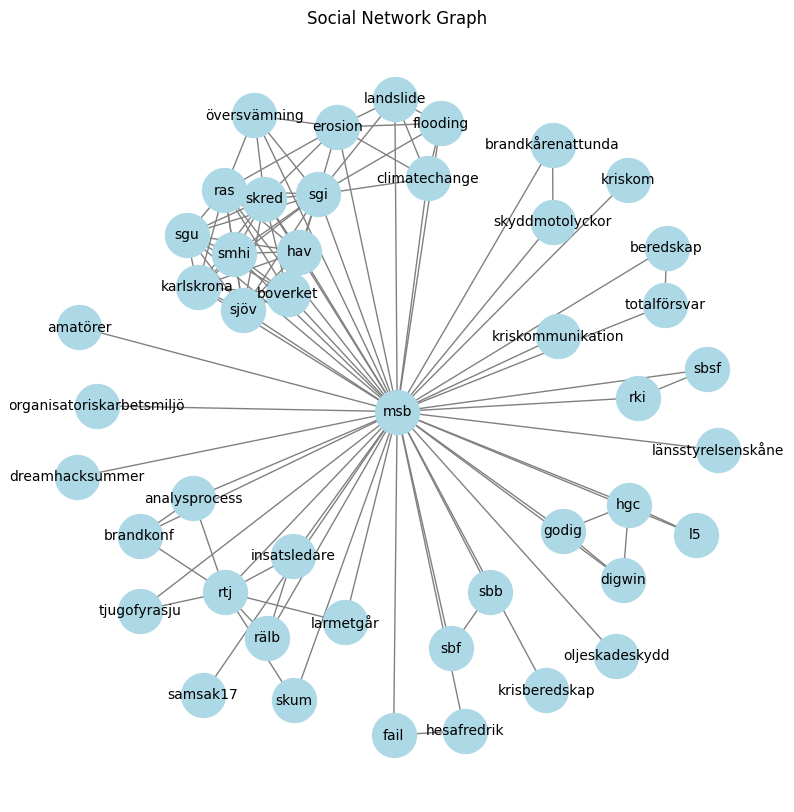 Social Network Graph
landslide
översvämning
flooding
erosion
brandkårenattunda
climatechange
kriskom
ras
sgi
skred
skyddmotolyckor
sgu
beredskap
hav
smhi
karlskrona
boverket
totalförsvar
sjöv
amatörer
kriskommunikation
sbsf
rki
organisatoriskarbetsmiljö
msb
länsstyrelsenskåne
dreamhacksummer
analysprocess
hgc
godig
l5
brandkonf
insatsledare
digwin
rtj
sbb
tjugofyrasju
larmetgår
rälb
sbf
oljeskadeskydd
krisberedskap
samsak17
skum
hesafredrik
fail